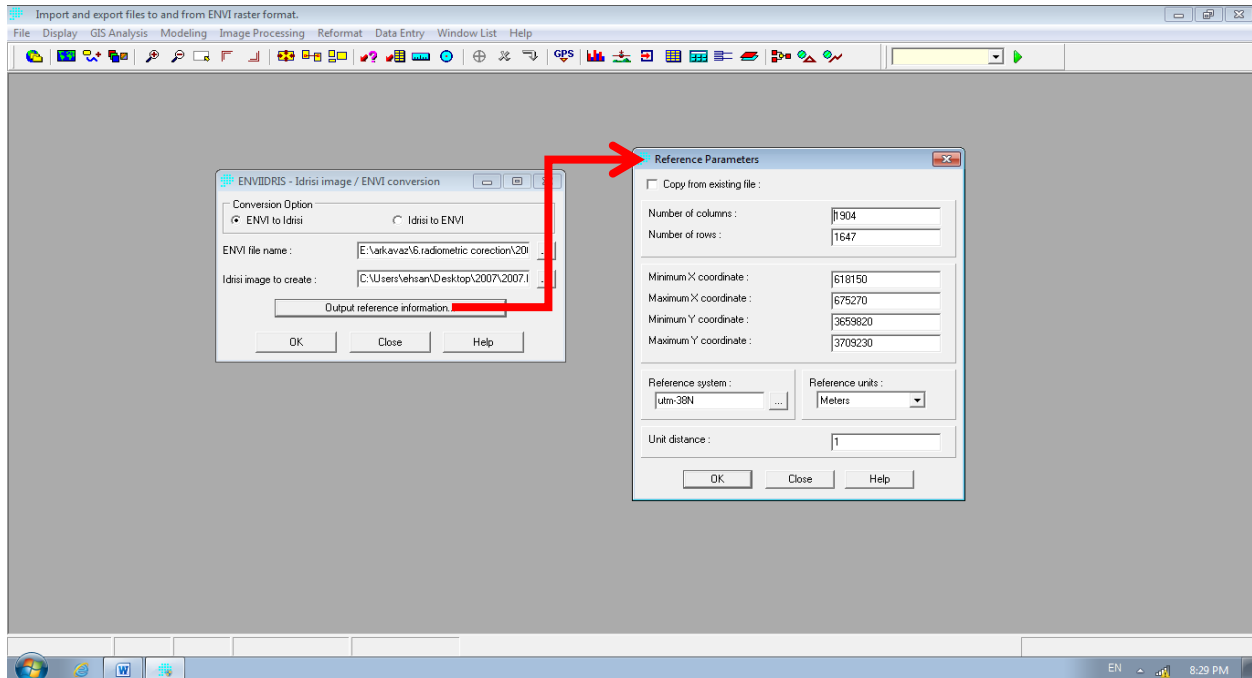 Import and export files to and from ENVI raster format.
File Display GIS Analysis Modeling Image Processing Reformat Data Entry Window List Help
GPS
ENVIIDRIS - Idrisi image / ENVI conversion
Conversion Option
ENVI to Idrisi Idrisi to ENVI
ENVI file name : E:\arkavaz\6.radiometric corection\20 ...
Idrisi image to create : C:\Users\ehsan\Desktop\2007\2007.I ...
Output reference information...
OK Close Help
Reference Parameters
Copy from existing file :
Number of columns : 1904
Number of rows : 1647
Minimum X coordinate : 618150
Maximum X coordinate : 675270
Minimum Y coordinate : 3659820
Maximum Y coordinate : 3709230
Reference system : Reference units :
utm-38N ... Meters
Unit distance : 1
OK Close Help
W EN 8:29 PM